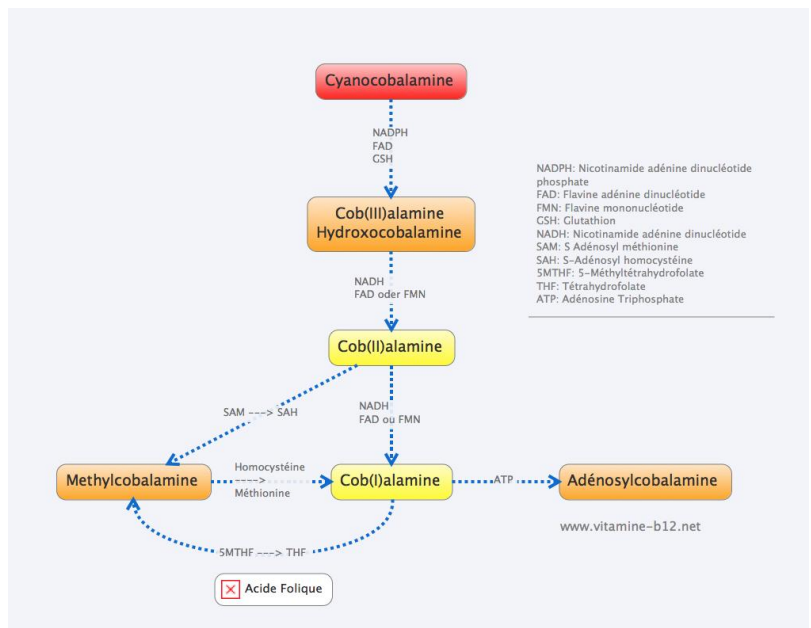 Cyanocobalamine
NADPH
FAD
GSH
NADPH: Nicotinamide adénine dinucléotide
phosphate
FAD: Flavine adénine dinucléotide
FMN: Flavine mononucléotide
GSH: Glutathion
NADH: Nicotinamide adénine dinucléotide
SAM: S Adénosyl méthionine
SAH: S-Adénosyl homocystéine
5MTHF: 5-Méthyltétrahydrofolate
THF: Tétrahydrofolate
ATP: Adénosine Triphosphate
Cob(III)alamine
Hydroxocobalamine
NADH
FAD oder FMN
Cob(II)alamine
SAM ---> SAH
NADH
FAD ou FMN
Methylcobalamine
Homocystéine
---->
Méthionine
Cob(I)alamine
ATP
Adénosylcobalamine
www.vitamine-b12.net
5MTHF ---> THF
Acide Folique